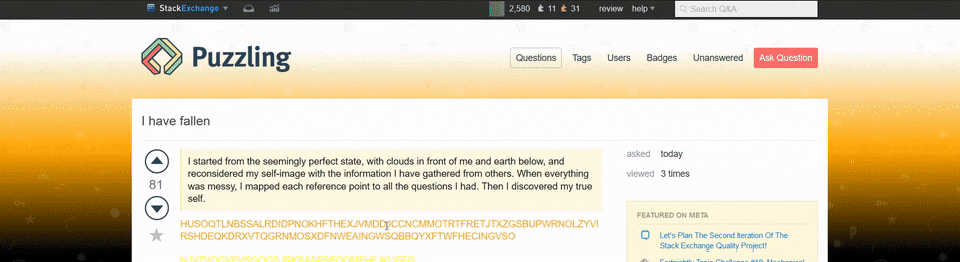 StackExchange 2,580 11 31 review help Search Q&A
Puzzling Questions Tags Users Badges Unanswered Ask Question
I have fallen
81
I started from the seemingly perfect state, with clouds in front of me and earth below, and
reconsidered my self-image with the information I have gathered from others. When everything
was messy, I mapped each reference point to all the questions I had. Then I discovered my true
self.
HUSOQTLNBSSALRDIDPNOKHFTHEXJVMDDICCNCMMOTRTFRETJTXZGSBUPWRNOLZYVI
RSHDEQKDRXVTQGRNMOSXDFNWEAINGWSQBBQYXFTWFHECINGVSO
asked today
viewed 3 times
FEATURED ON META
Let's Plan The Second Iteration Of The
Stack Exchange Quality Project!